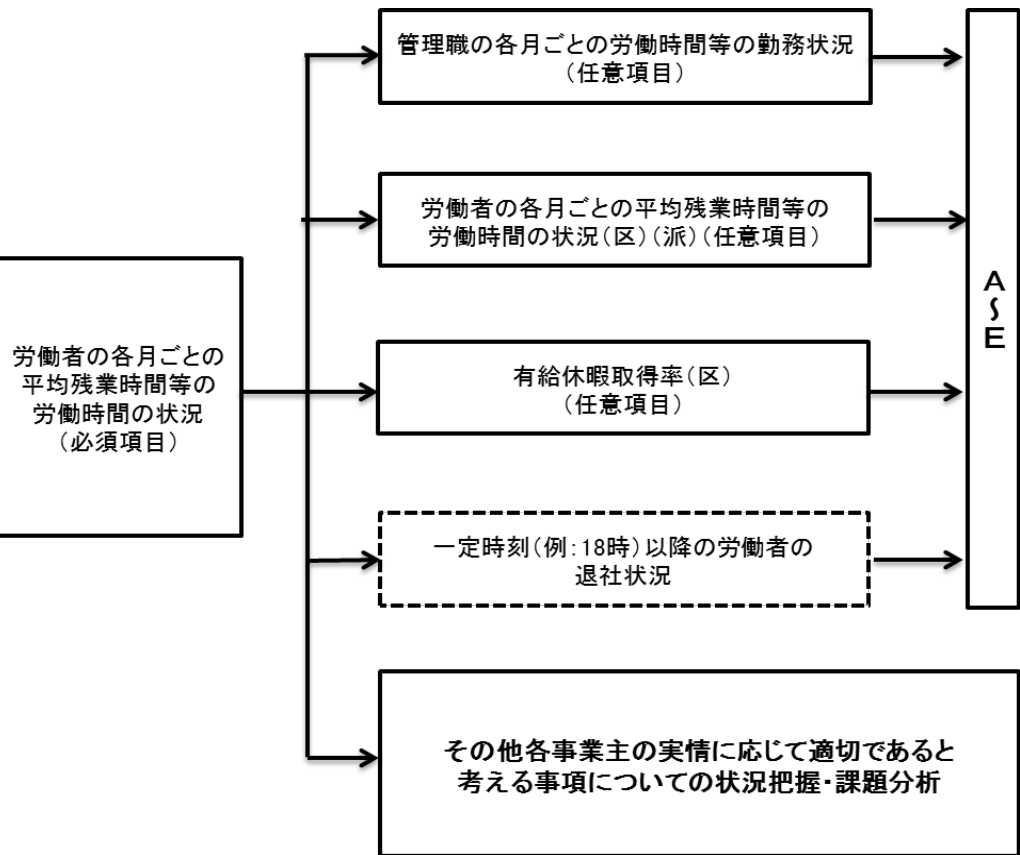 管理職の各月ごとの労働時間等の勤務状況
(任意項目)
労働者の各月ごとの平均残業時間等の
労働時間の状況(区)(派)(任意項目)
労働者の各月ごとの
平均残業時間等の
労働時間の状況
(必須項目)
有給休暇取得率(区)
(任意項目)
一定時刻(例:18時)以降の労働者の
退社状況
その他各事業主の実情に応じて適切であると
考える事項についての状況把握・課題分析
A～E